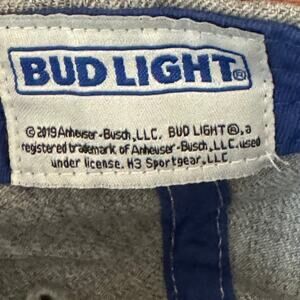 BUD LIGHT®
© 2019 Anheuser-Busch, LLC. BUD LIGHT®, a
registered trademark of Anheuser-Busch, LLC, used
under license. H3 Sportgear, LLC